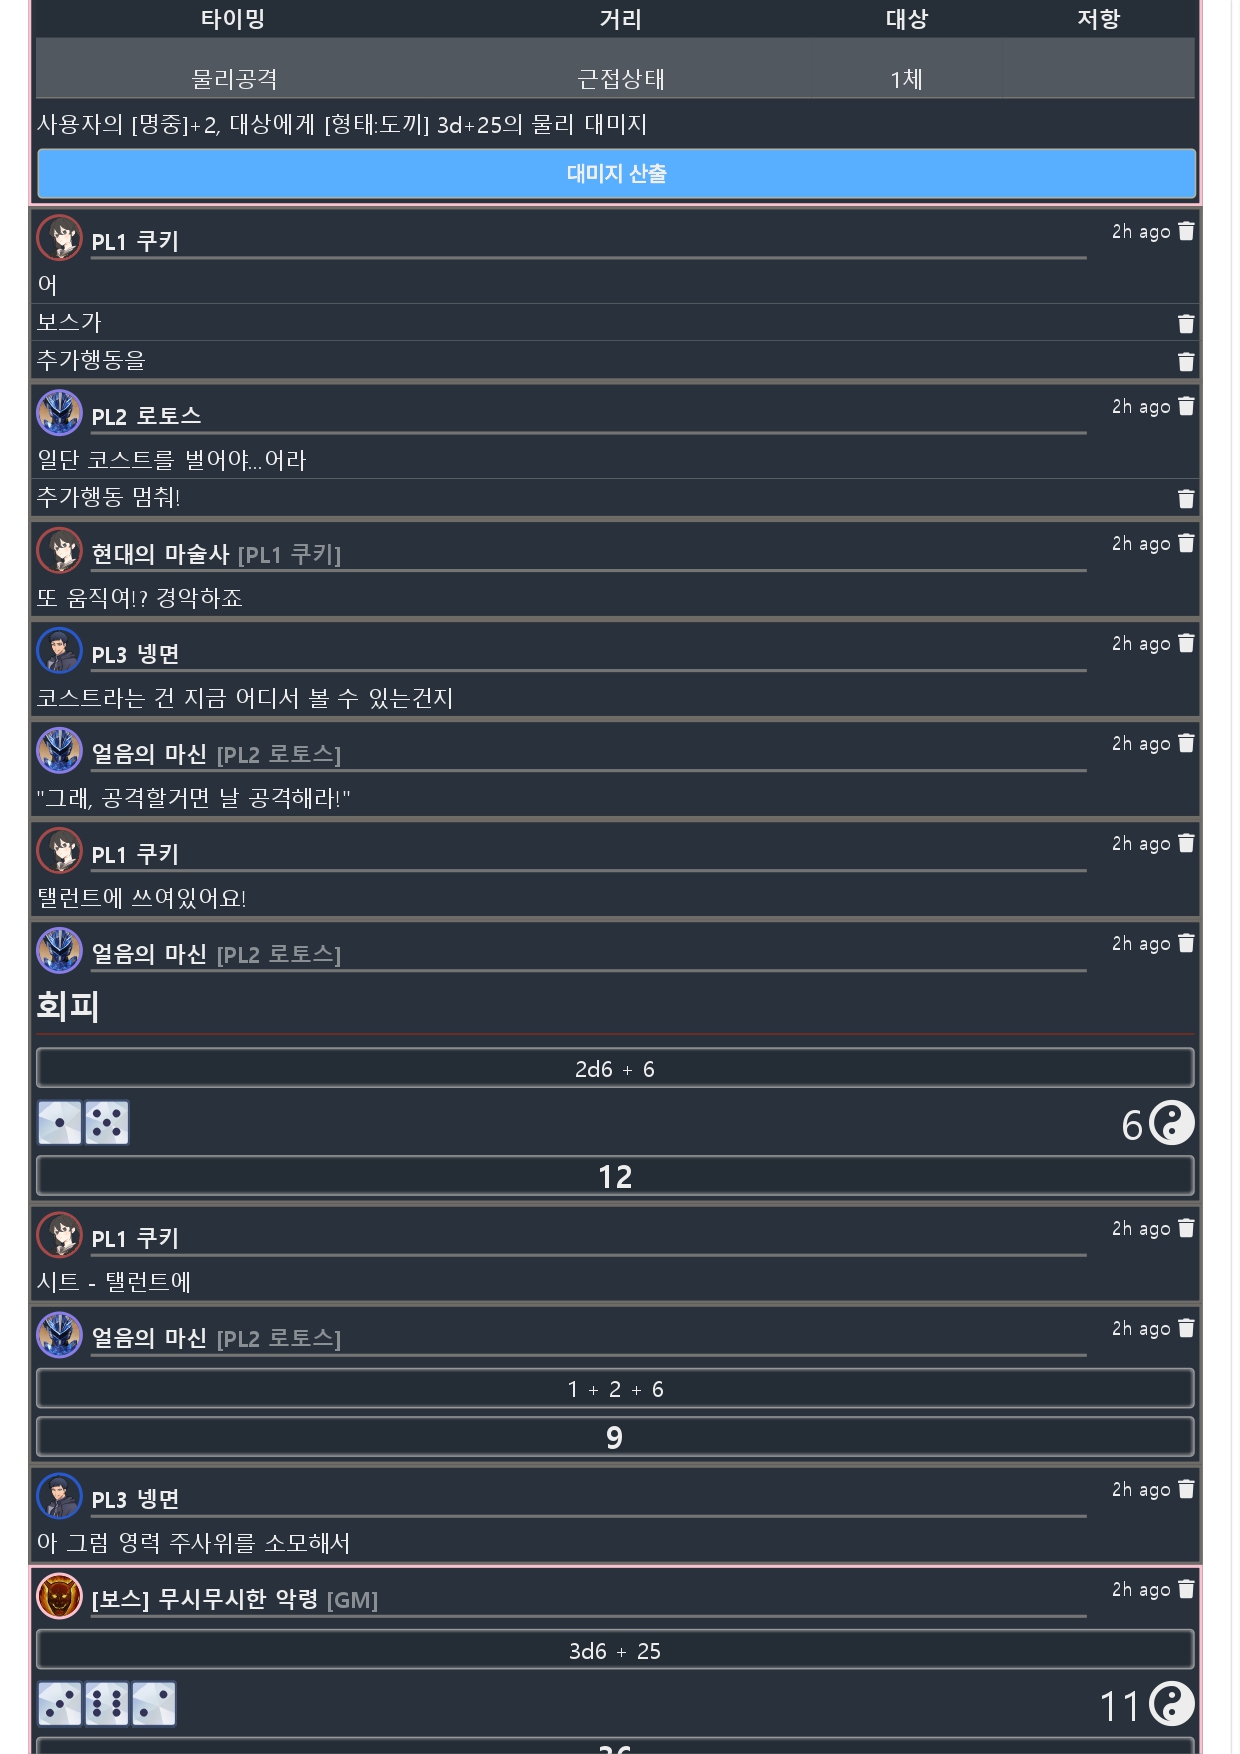 타이밍 거리 대상 저항
물리공격 근접상태 1체
사용자의 [명중]+2, 대상에게 [형태:도끼] 3d+25의 물리 대미지
대미지 산출
PL1 쿠키 2h ago
어
보스가
추가행동을
PL2 로토스 2h ago
일단 코스트를 벌어야...어라
추가행동 멈춰!
현대의 마술사 [PL1 쿠키] 2h ago
또 움직여!? 경악하죠
PL3 넹면 2h ago
코스트라는 건 지금 어디서 볼 수 있는건지
얼음의 마신 [PL2 로토스] 2h ago
"그래, 공격할거면 날 공격해라!"
PL1 쿠키 2h ago
탤런트에 쓰여있어요!
얼음의 마신 [PL2 로토스] 2h ago
회피
2d6 + 6
6
12
PL1 쿠키 2h ago
시트 - 탤런트에
얼음의 마신 [PL2 로토스] 2h ago
1 + 2 + 6
9
PL3 넹면 2h ago
아 그럼 영력 주사위를 소모해서
[보스] 무시무시한 악령 [GM] 2h ago
3d6 + 25
11
36